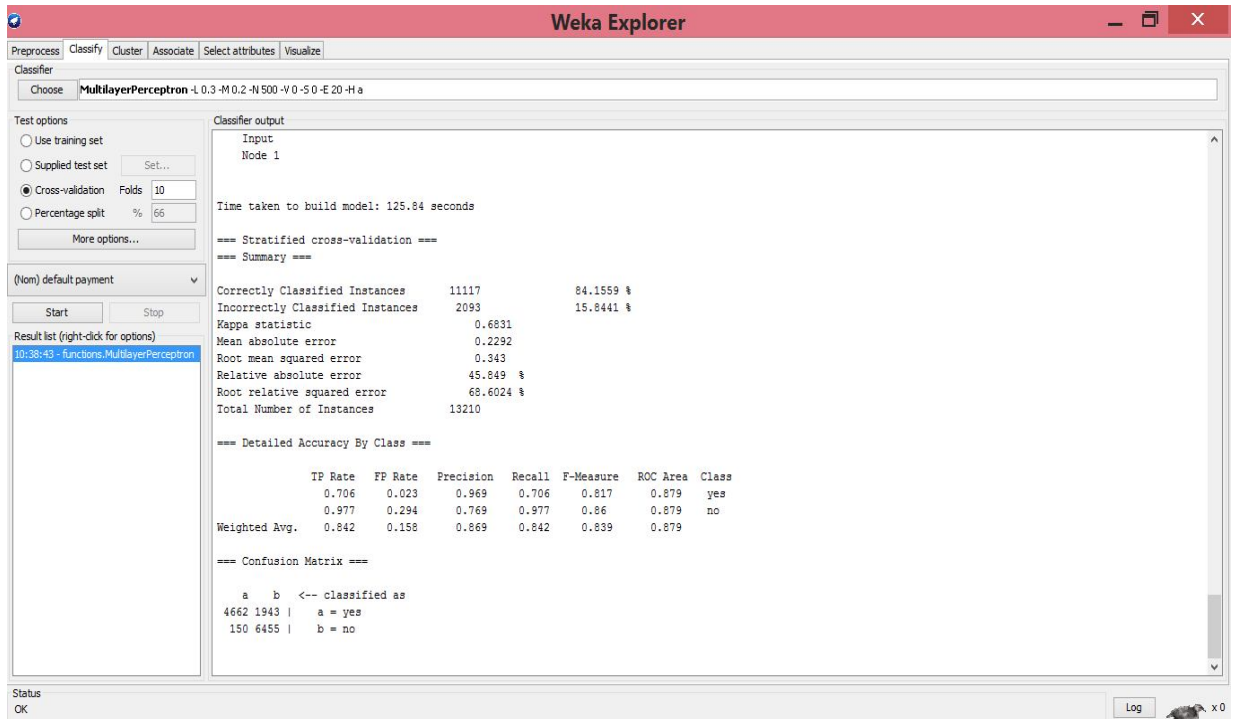 Weka Explorer
Preprocess Classify Cluster Associate Select attributes Visualize
Classifier
Choose MultilayerPerceptron -L 0.3 -M 0.2 -N 500 -V 0 -S 0 -E 20 -H a
Test options
Use training set
Supplied test set Set...
Cross-validation Folds 10
Percentage split % 66
More options...
(Nom) default payment
Start Stop
Result list (right-click for options)
10:38:43 - functions.MultilayerPerceptron
Classifier output
Input
Node 1
Time taken to build model: 125.84 seconds
=== Stratified cross-validation ===
=== Summary ===
Correctly Classified Instances 11117 84.1559 %
Incorrectly Classified Instances 2093 15.8441 %
Kappa statistic 0.6831
Mean absolute error 0.2292
Root mean squared error 0.343
Relative absolute error 45.849 %
Root relative squared error 68.6024 %
Total Number of Instances 13210
=== Detailed Accuracy By Class ===
TP Rate FP Rate Precision Recall F-Measure ROC Area Class
0.706 0.023 0.969 0.706 0.817 0.879 yes
0.977 0.294 0.769 0.977 0.86 0.879 no
Weighted Avg. 0.842 0.158 0.869 0.842 0.839 0.879
=== Confusion Matrix ===
a b <-- classified as
4662 1943 | a = yes
150 6455 | b = no
Status
OK
Log x 0